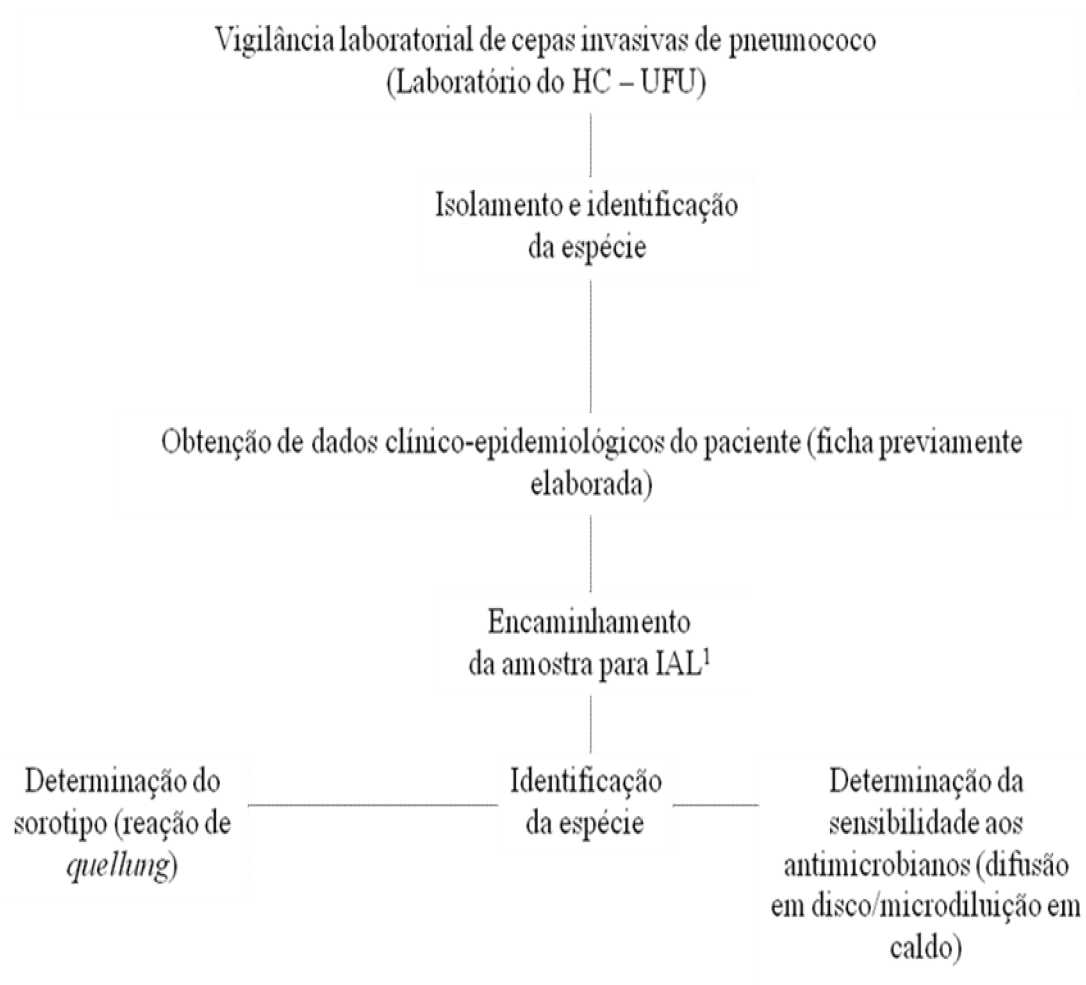 Vigilância laboratorial de cepas invasivas de pneumococo
(Laboratório do HC – UFU)
Isolamento e identificação
da espécie
Obtenção de dados clínico-epidemiológicos do paciente (ficha previamente
elaborada)
Encaminhamento
da amostra para IAL¹
Determinação do
sorotipo (reação de
quellung)
Identificação
da espécie
Determinação da
sensibilidade aos
antimicrobianos (difusão
em disco/microdiluição em
caldo)